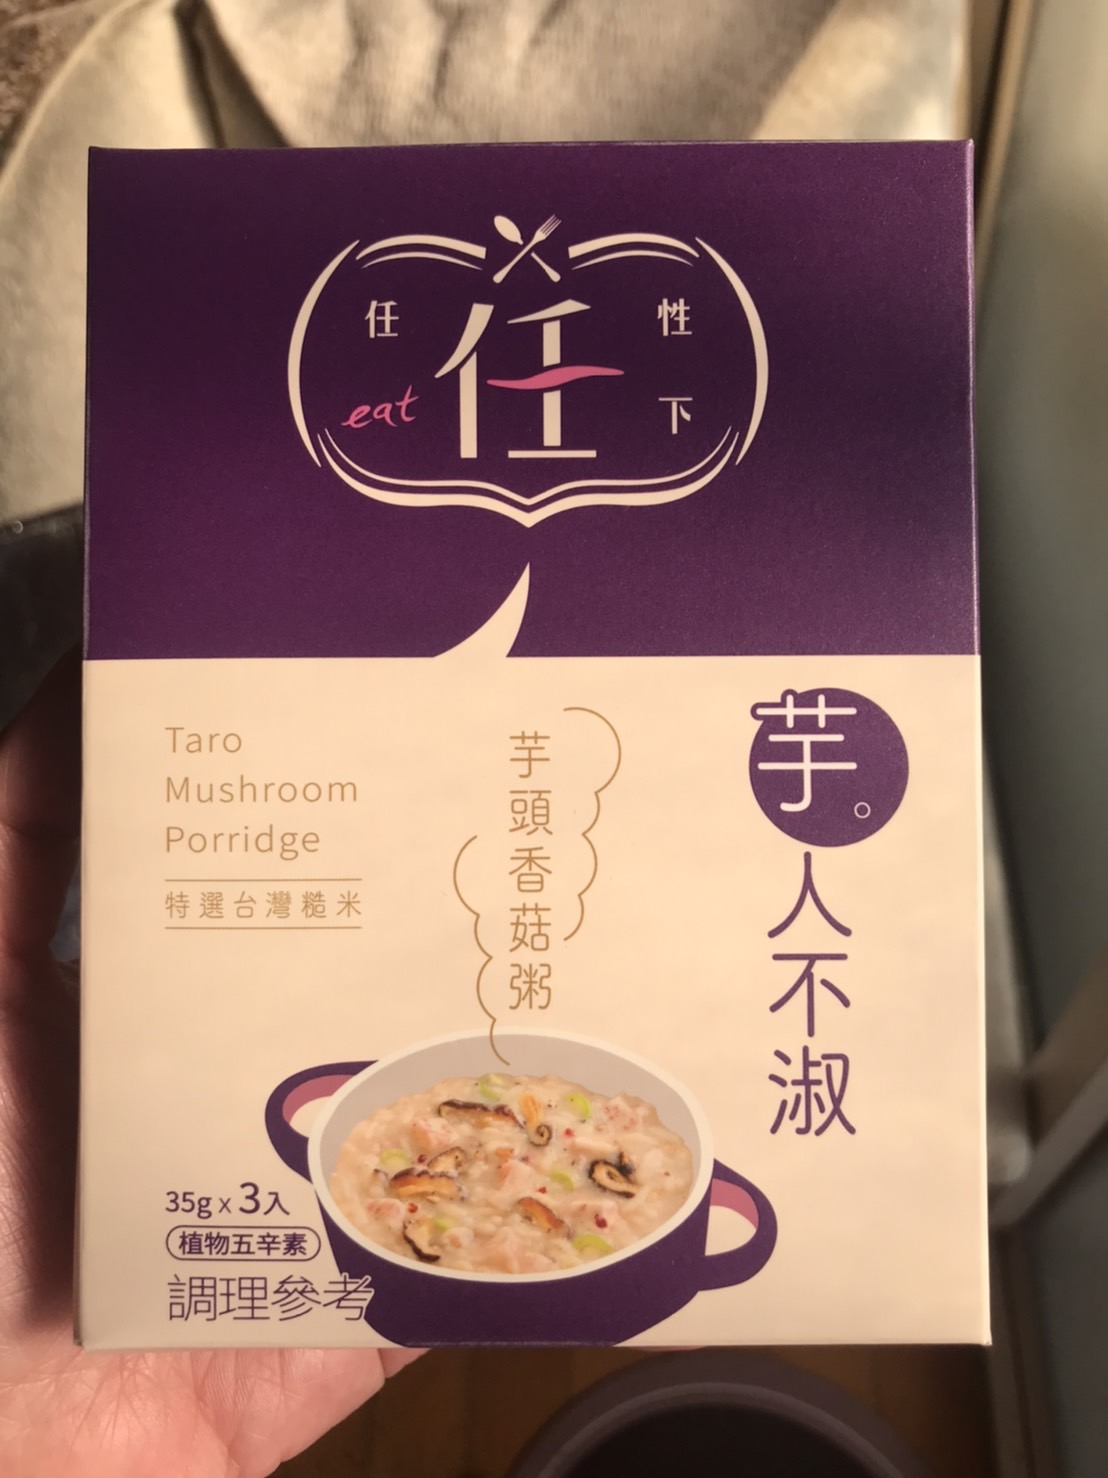 任性
eat
任
下
Taro
Mushroom
Porridge
特選台灣糙米
芋頭香菇粥
芋。人不淑
35g x 3入
植物五辛素
調理參考